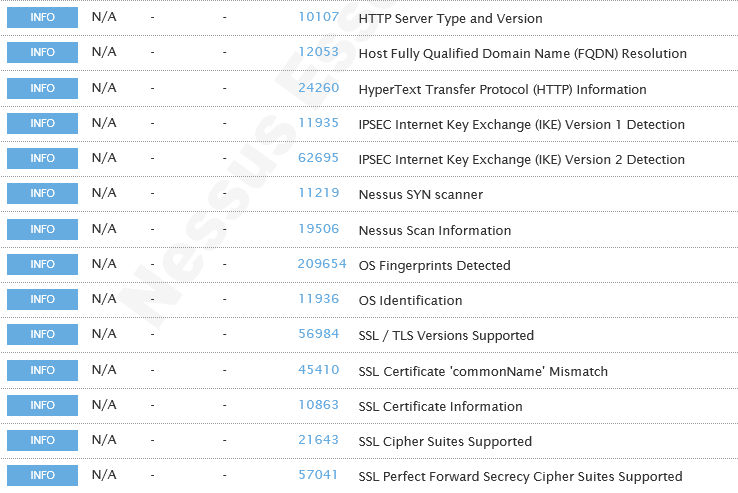 INFO N/A - - 10107 HTTP Server Type and Version
INFO N/A - - 12053 Host Fully Qualified Domain Name (FQDN) Resolution
INFO N/A - - 24260 HyperText Transfer Protocol (HTTP) Information
INFO N/A - - 11935 IPSEC Internet Key Exchange (IKE) Version 1 Detection
INFO N/A - - 62695 IPSEC Internet Key Exchange (IKE) Version 2 Detection
INFO N/A - - 11219 Nessus SYN scanner
INFO N/A - - 19506 Nessus Scan Information
INFO N/A - - 209654 OS Fingerprints Detected
INFO N/A - - 11936 OS Identification
INFO N/A - - 56984 SSL / TLS Versions Supported
INFO N/A - - 45410 SSL Certificate 'commonName' Mismatch
INFO N/A - - 10863 SSL Certificate Information
INFO N/A - - 21643 SSL Cipher Suites Supported
INFO N/A - - 57041 SSL Perfect Forward Secrecy Cipher Suites Supported
Nessus